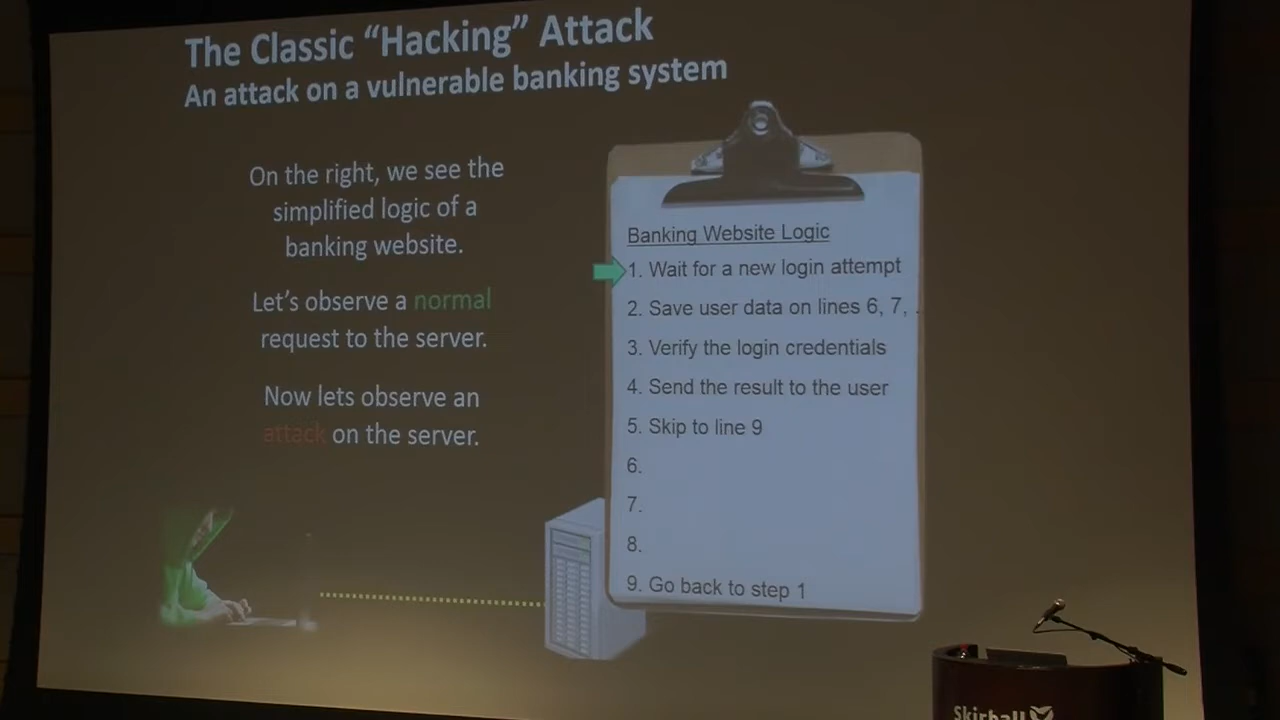 The Classic “Hacking” Attack
An attack on a vulnerable banking system
On the right, we see the
simplified logic of a
banking website.
Let’s observe a normal
request to the server.
Now lets observe an
attack on the server.
Banking Website Logic
1. Wait for a new login attempt
2. Save user data on lines 6, 7, .
3. Verify the login credentials
4. Send the result to the user
5. Skip to line 9
6.
7.
8.
9. Go back to step 1
Skirball